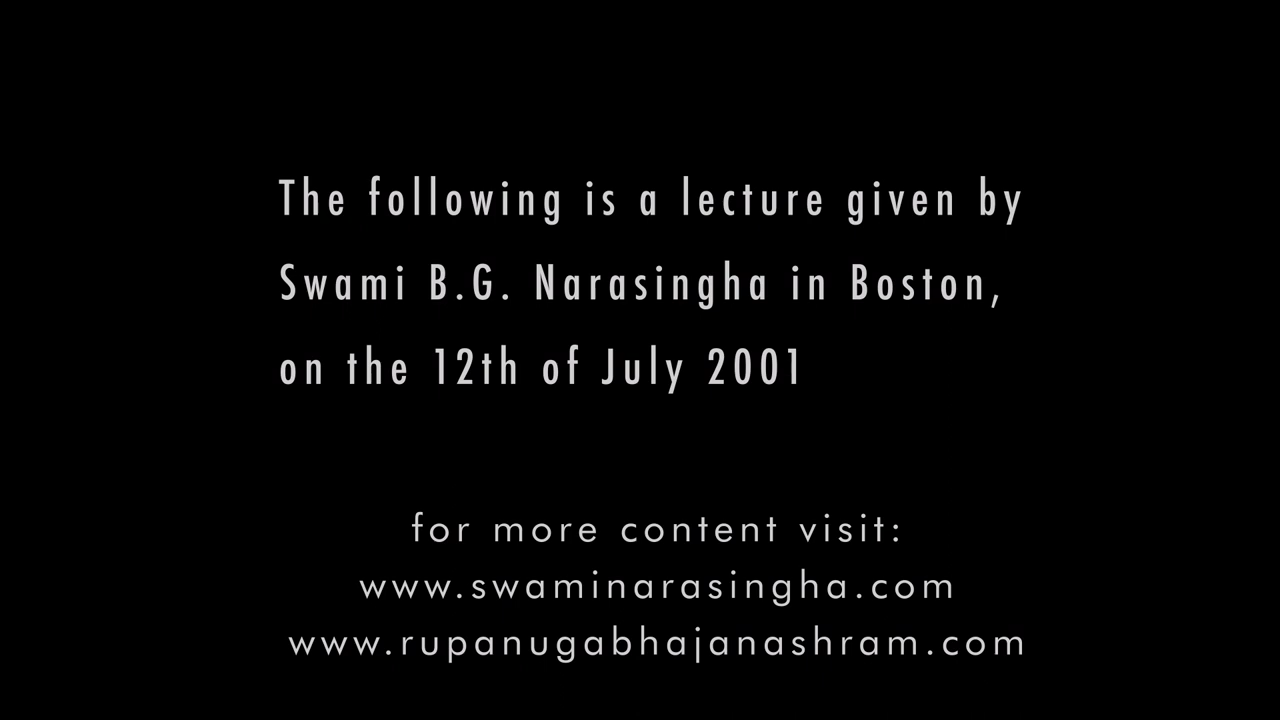 The following is a lecture given by
Swami B.G. Narasingha in Boston,
on the 12th of July 2001
for more content visit:
www.swaminarasingha.com
www.rupanugabhajanashram.com